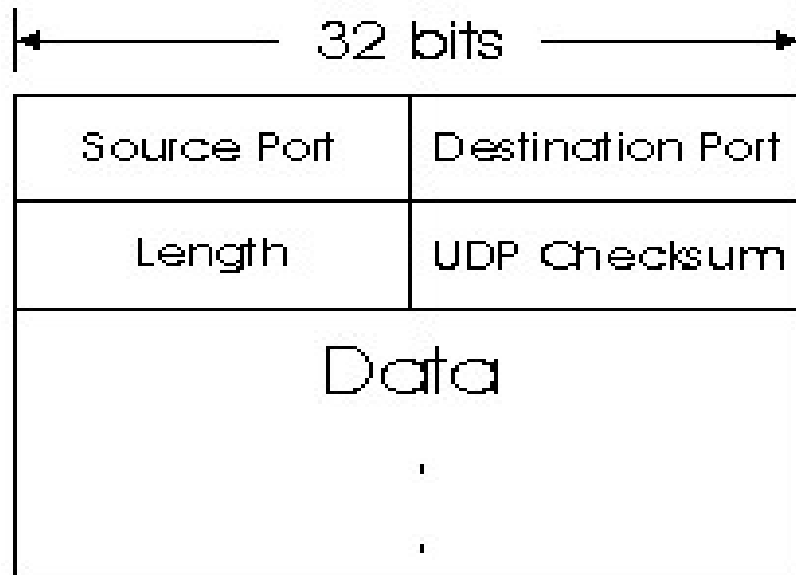 32 bits
Source Port Destination Port
Length UDP Checksum
Data
.
.